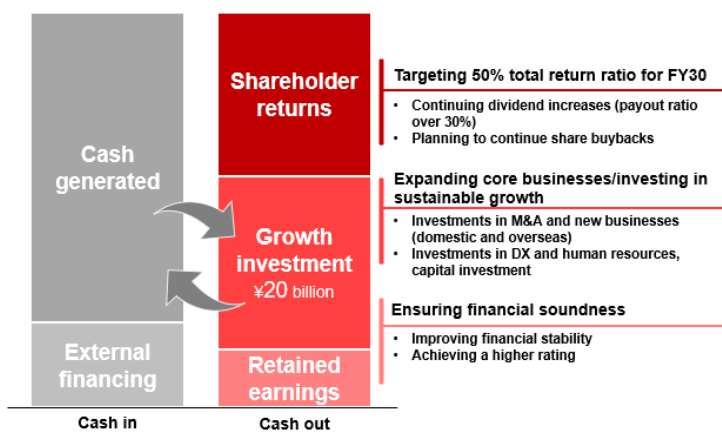 Cash
generated
External
financing
Cash in
Shareholder
returns
Growth
investment
¥20 billion
Retained
earnings
Cash out
Targeting 50% total return ratio for FY30
• Continuing dividend increases (payout ratio
over 30%)
• Planning to continue share buybacks
Expanding core businesses/investing in
sustainable growth
• Investments in M&A and new businesses
(domestic and overseas)
• Investments in DX and human resources,
capital investment
Ensuring financial soundness
• Improving financial stability
• Achieving a higher rating